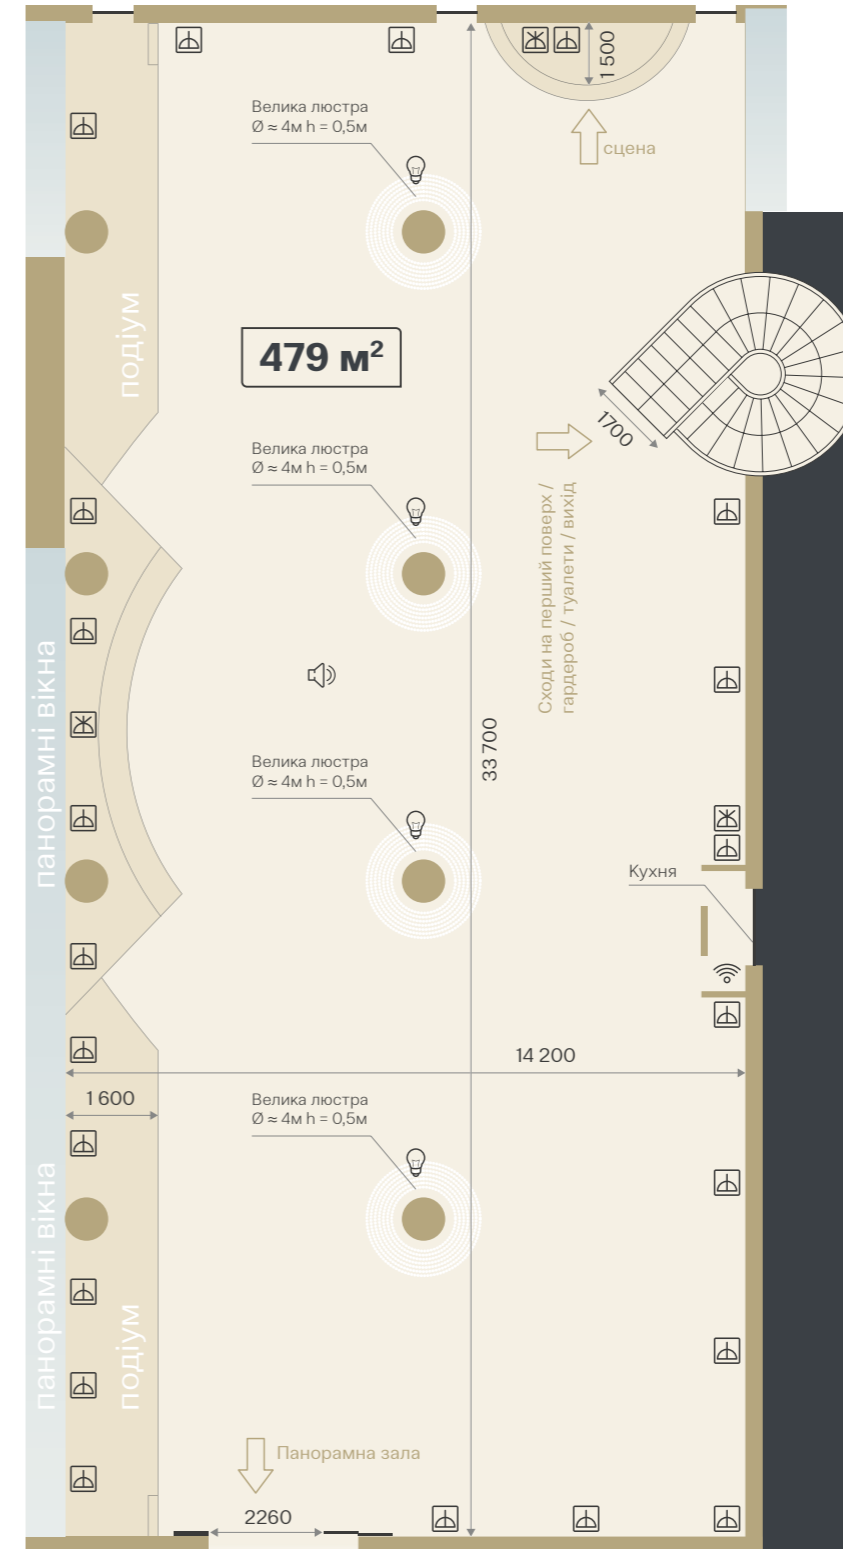 1 500
Велика люстра
Ø ≈ 4м h = 0,5м
сцена
подіум
479 м²
1700
Велика люстра
Ø ≈ 4м h = 0,5м
Сходи на перший поверх /
гардероб / туалети / вихід
панорамні вікна
33 700
Велика люстра
Ø ≈ 4м h = 0,5м
Кухня
14 200
1 600
Велика люстра
Ø ≈ 4м h = 0,5м
панорамні вікна
подіум
Панорамна зала
2260